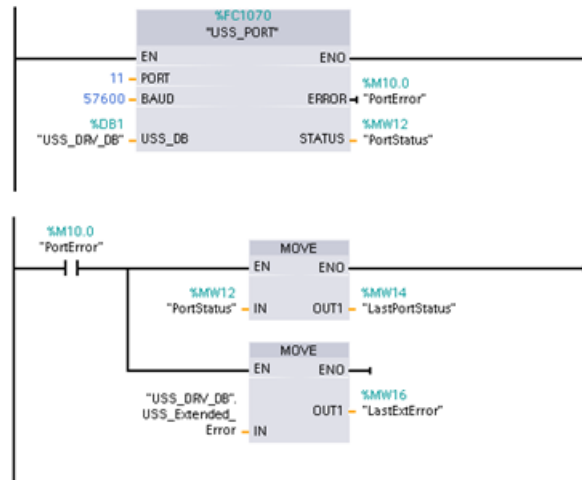 %FC1070
"USS_PORT"
EN ENO
11 PORT %M10.0
57600 BAUD ERROR "PortError"
%DB1 %MW12
"USS_DRV_DB" USS_DB STATUS "PortStatus"
%M10.0
"PortError" MOVE
EN ENO
%MW12 %MW14
"PortStatus" IN OUT1 "LastPortStatus"
MOVE
EN ENO
"USS_DRV_DB". %MW16
USS_Extended_ OUT1 "LastExtError"
Error IN